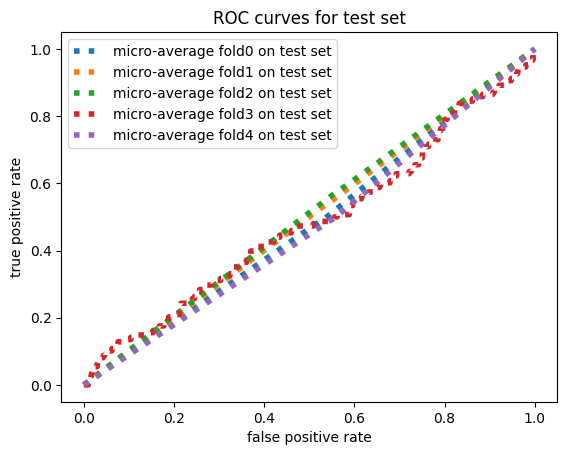 ROC curves for test set
micro-average fold0 on test set
micro-average fold1 on test set
micro-average fold2 on test set
micro-average fold3 on test set
micro-average fold4 on test set
true positive rate
1.0
0.8
0.6
0.4
0.2
0.0
0.0 0.2 0.4 0.6 0.8 1.0
false positive rate